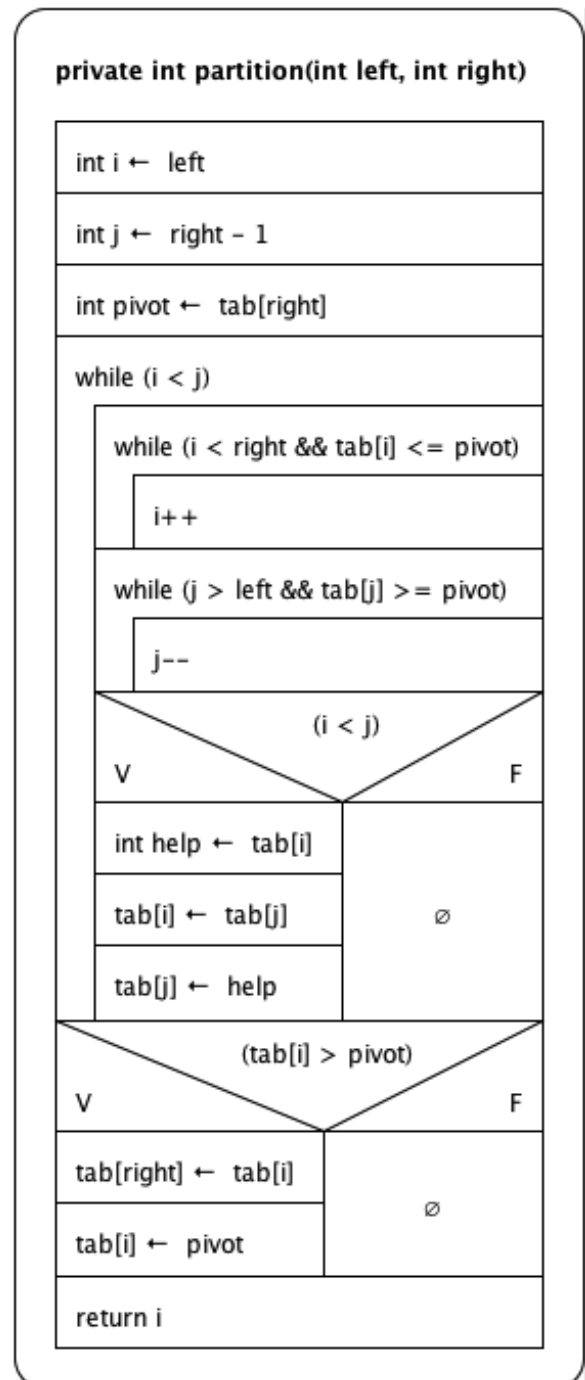 private int partition(int left, int right)
int i ← left
int j ← right - 1
int pivot ← tab[right]
while (i < j)
while (i < right && tab[i] <= pivot)
i++
while (j > left && tab[j] >= pivot)
j--
(i < j)
V F
int help ← tab[i]
tab[i] ← tab[j]
∅
tab[j] ← help
(tab[i] > pivot)
V F
tab[right] ← tab[i]
∅
tab[i] ← pivot
return i